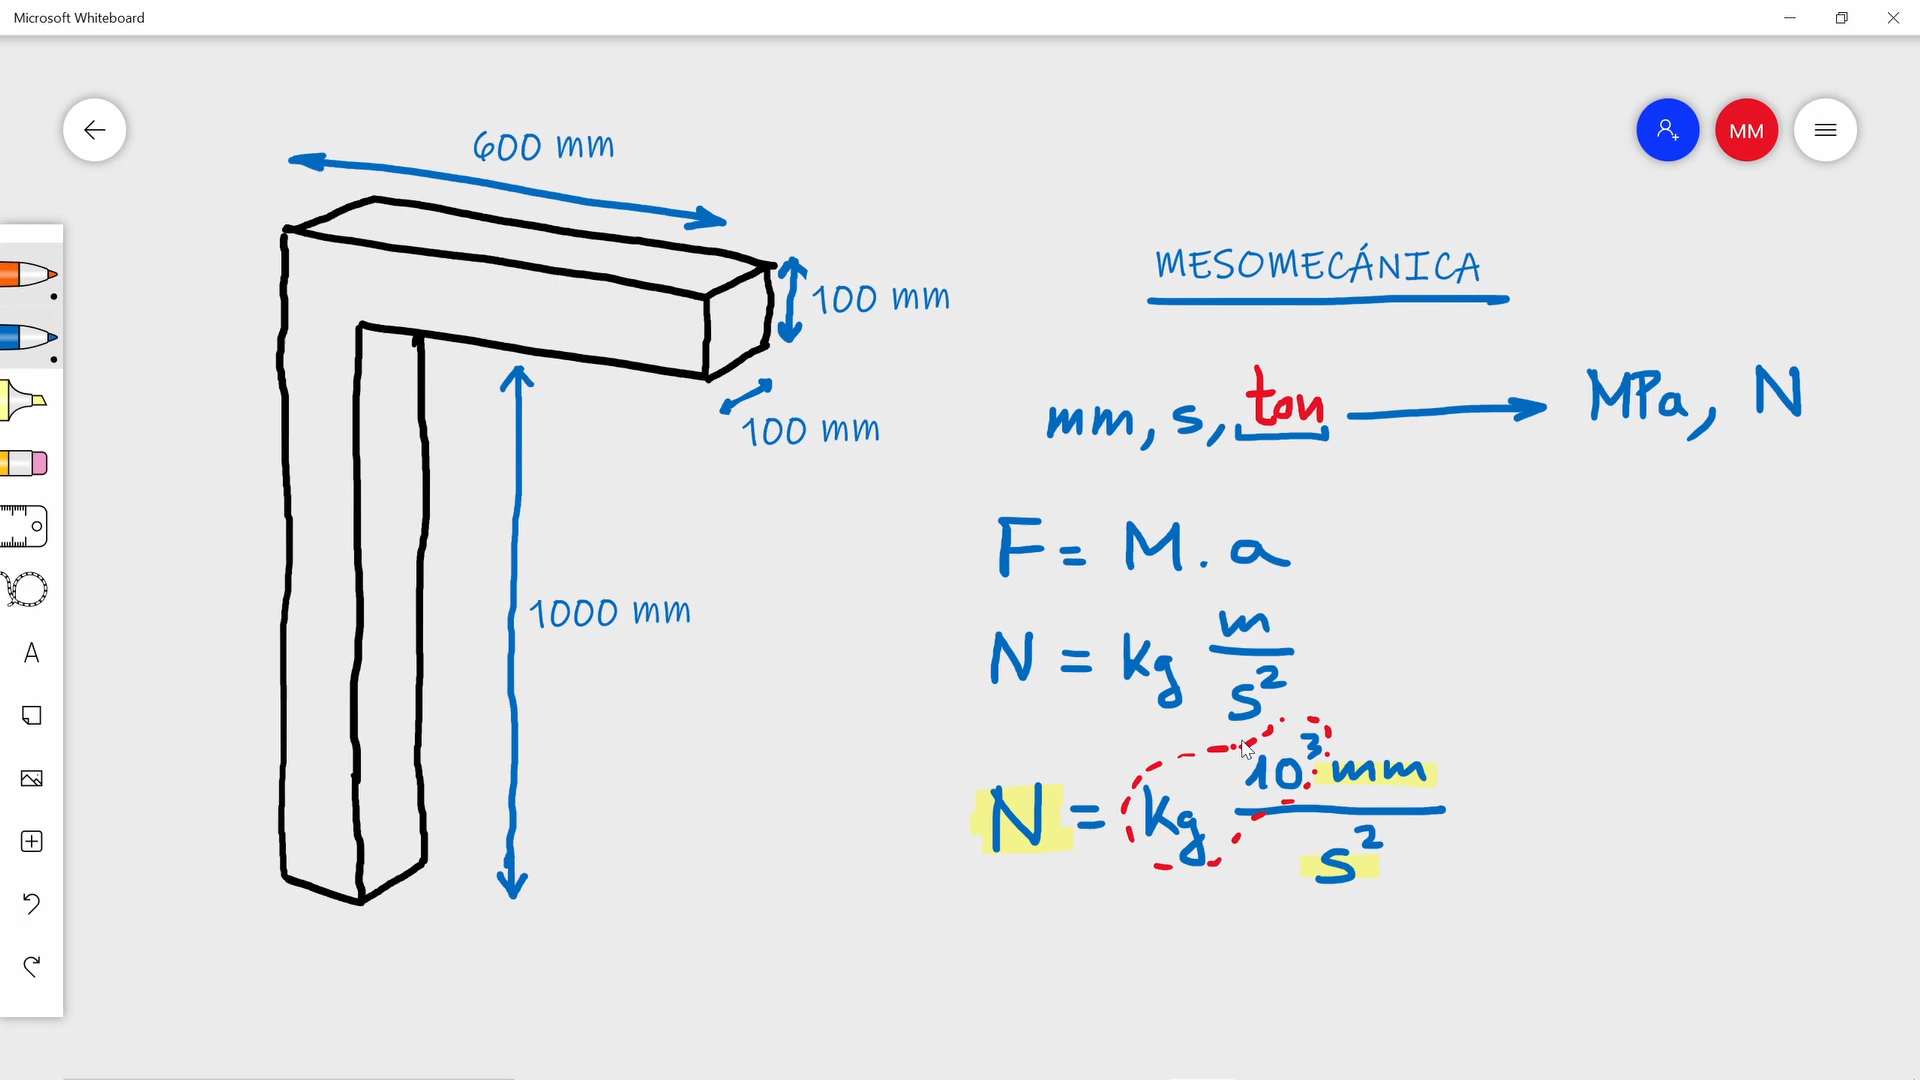 Microsoft Whiteboard
MM
600 mm
100 mm
100 mm
1000 mm
MESOMECÁNICA
mm, s, ton → MPa, N
F = M . a
N = kg m/s²
N = kg 10³ mm/s²
A